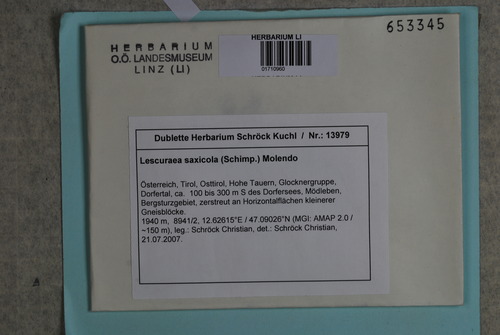 653345
HERBARIUM
O.Ö. LANDESMUSEUM
LINZ (LI)
HERBARIUM LI
01710960
Dublette Herbarium Schröck Kuchl / Nr.: 13979
Lescuraea saxicola (Schimp.) Molendo
Österreich, Tirol, Osttirol, Hohe Tauern, Glocknergruppe,
Dorfertal, ca. 100 bis 300 m S des Dorfersees, Mödleben,
Bergsturzgebiet, zerstreut an Horizontalflächen kleinerer
Gneisblöcke.
1940 m, 8941/2, 12.62615°E / 47.09026°N (MGI: AMAP 2.0 /
~150 m), leg.: Schröck Christian, det.: Schröck Christian,
21.07.2007.